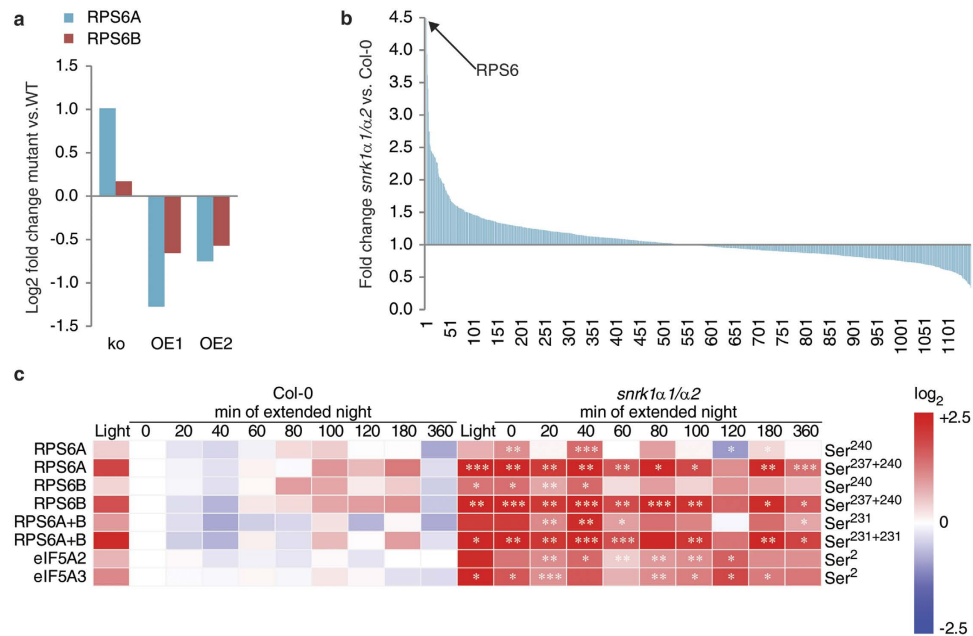 a
RPS6A
RPS6B
Log2 fold change mutant vs.WT
1.5
1.0
0.5
0.0
-0.5
-1.0
-1.5
ko OE1 OE2
b
Fold change snrk1α1/α2 vs. Col-0
4.5
4.0
3.5
3.0
2.5
2.0
1.5
1.0
0.5
0.0
RPS6
1 51 101 151 201 251 301 351 401 451 501 551 601 651 701 751 801 851 901 951 1001 1051 1101
c
Col-0 snrk1α1/α2
min of extended night min of extended night
Light 0 20 40 60 80 100 120 180 360 Light 0 20 40 60 80 100 120 180 360
RPS6A ** *** * * Ser240
RPS6A *** ** ** ** ** * * ** *** Ser237+240
RPS6B * * ** * Ser240
RPS6B ** ** ** *** ** *** ** * * Ser237+240
RPS6A+B ** ** * * Ser231
RPS6A+B * ** ** *** *** ** ** * Ser231+231
eIF5A2 ** * ** ** ** * Ser2
eIF5A3 * * *** ** * * * Ser2
log2
+2.5
0
-2.5